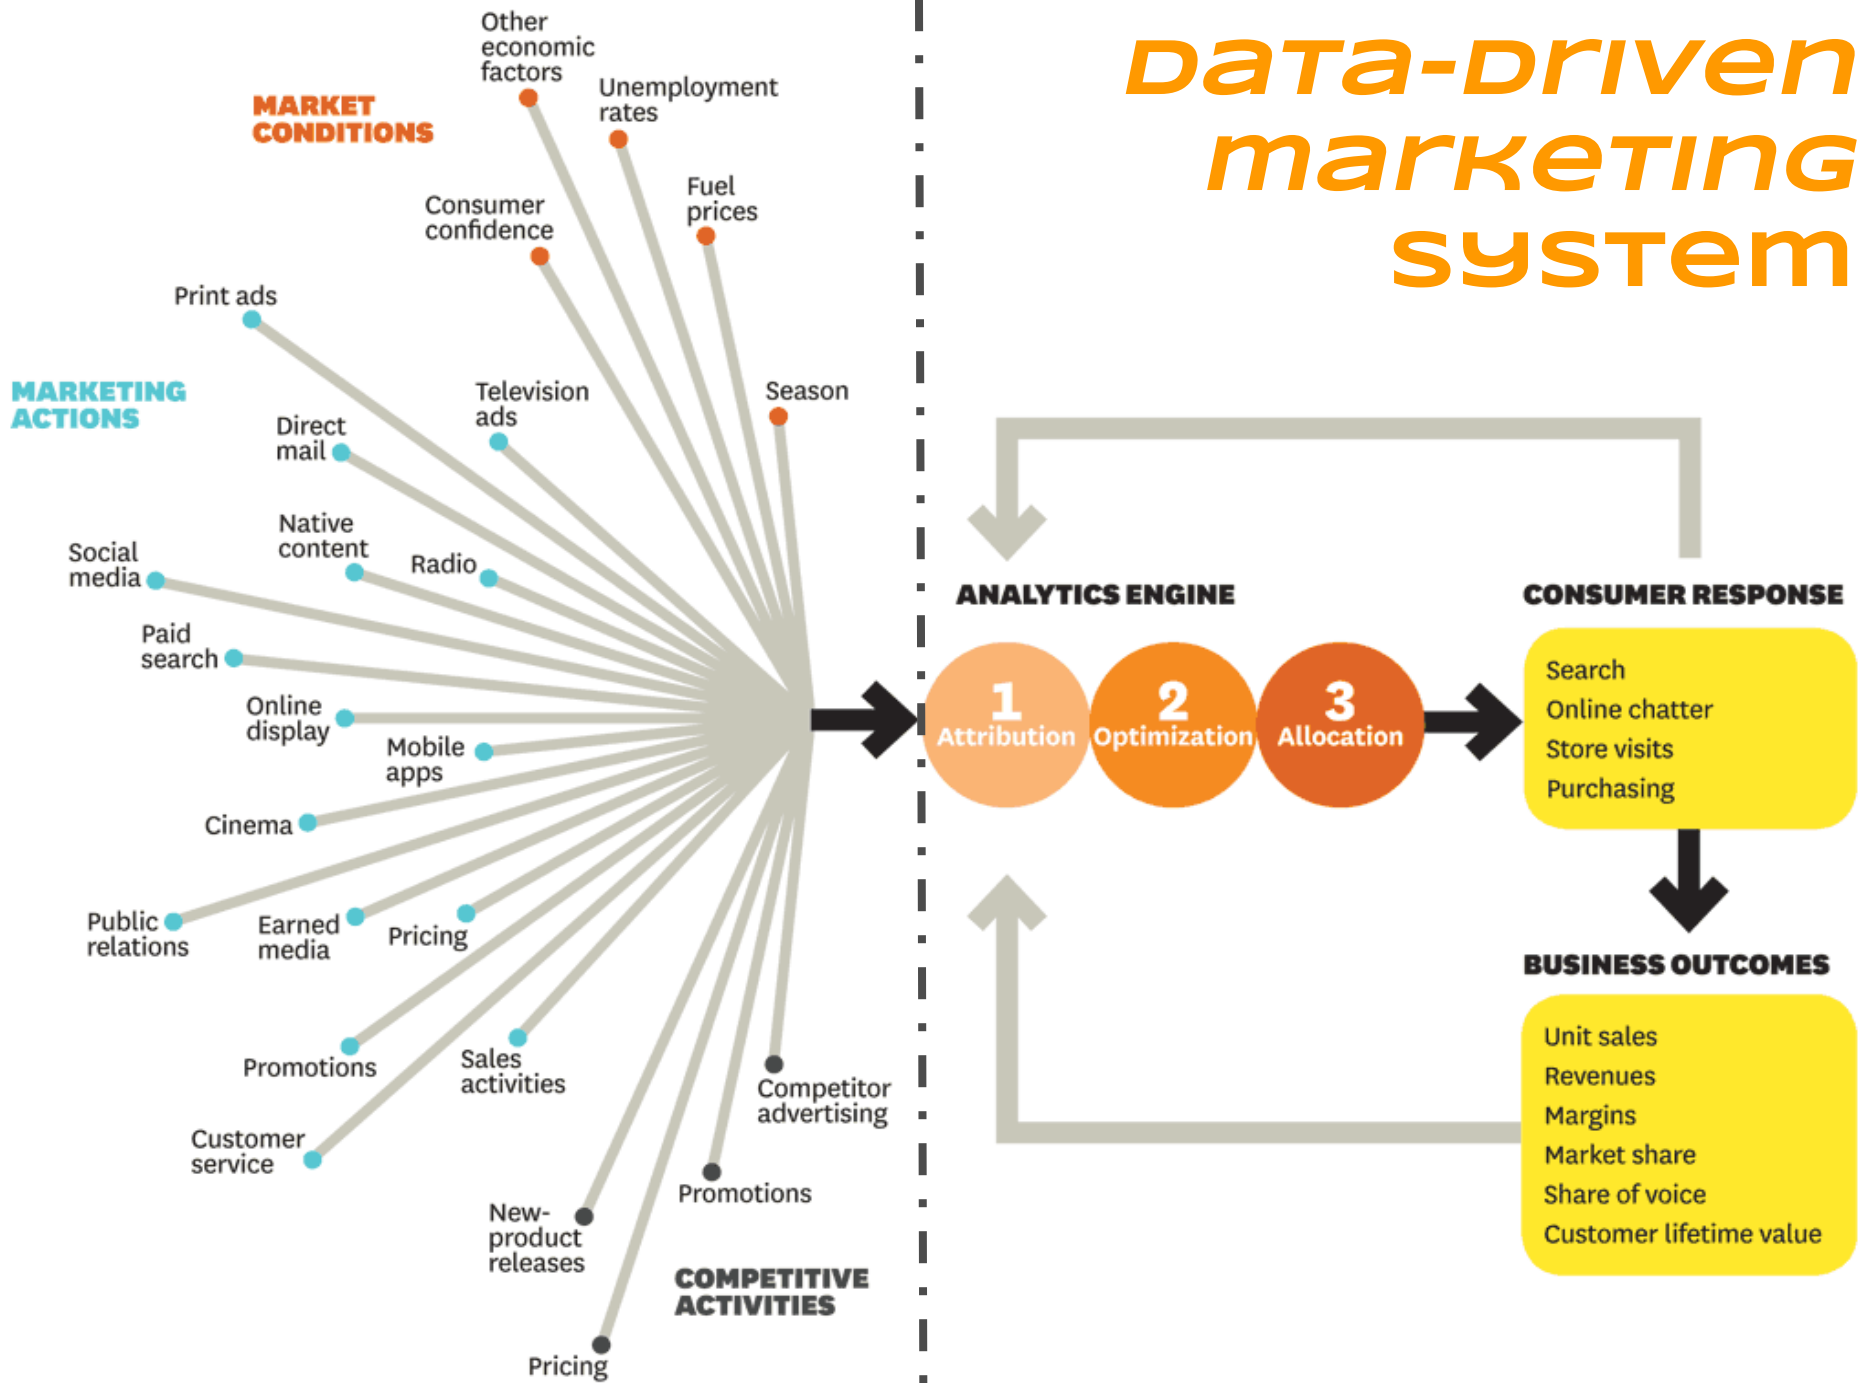 Data-Driven
marketing
system
MARKET
CONDITIONS
Other
economic
factors
Unemployment
rates
Fuel
prices
Consumer
confidence
Season
MARKETING
ACTIONS
Print ads
Television
ads
Direct
mail
Native
content
Radio
Social
media
Paid
search
Online
display
Mobile
apps
Cinema
Public
relations
Earned
media
Pricing
Promotions
Sales
activities
Customer
service
Competitor
advertising
Promotions
New-
product
releases
Pricing
COMPETITIVE
ACTIVITIES
ANALYTICS ENGINE
1
Attribution
2
Optimization
3
Allocation
CONSUMER RESPONSE
Search
Online chatter
Store visits
Purchasing
BUSINESS OUTCOMES
Unit sales
Revenues
Margins
Market share
Share of voice
Customer lifetime value